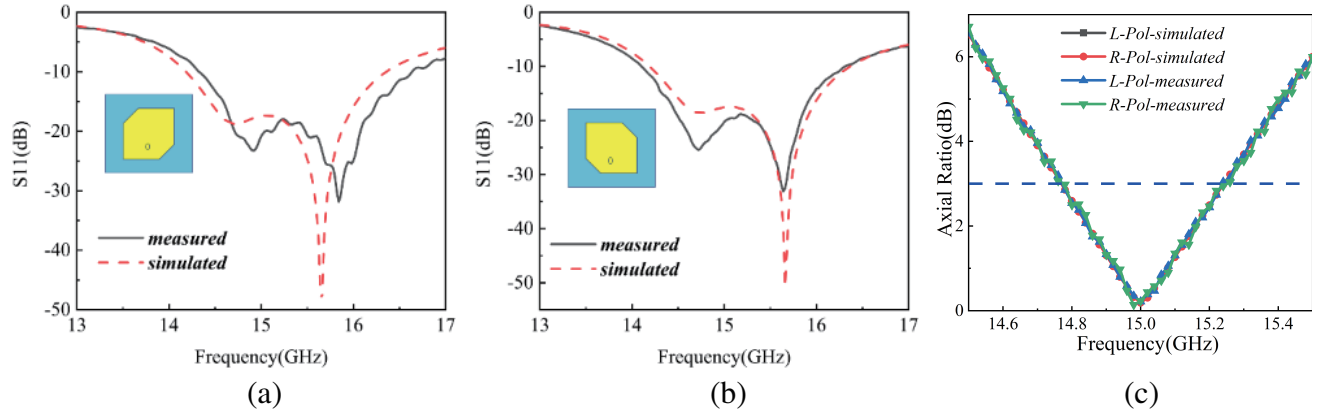 0
-10
-20
-30
-40
-50
S11(dB)
measured
simulated
13
14
15
16
17
Frequency(GHz)
(a)
0
-10
-20
-30
-40
-50
S11(dB)
measured
simulated
13
14
15
16
17
Frequency(GHz)
(b)
6
4
2
0
Axial Ratio(dB)
L-Pol-simulated
R-Pol-simulated
L-Pol-measured
R-Pol-measured
14.6
14.8
15.0
15.2
15.4
Frequency(GHz)
(c)